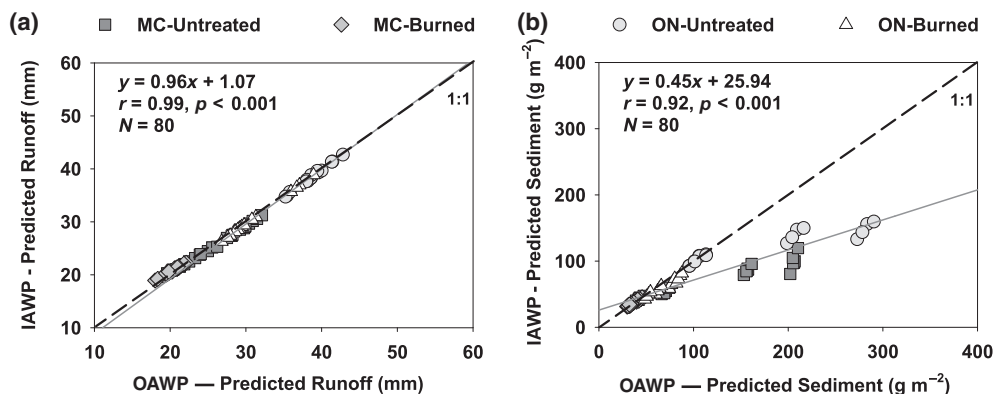 (a) MC-Untreated MC-Burned (b) ON-Untreated ON-Burned
IAWP - Predicted Runoff (mm)
60
50
40
30
20
10
y = 0.96x + 1.07
r = 0.99, p < 0.001
N = 80
1:1
10 20 30 40 50 60
OAWP — Predicted Runoff (mm)
IAWP - Predicted Sediment (g m⁻²)
400
300
200
100
0
y = 0.45x + 25.94
r = 0.92, p < 0.001
N = 80
1:1
0 100 200 300 400
OAWP — Predicted Sediment (g m⁻²)